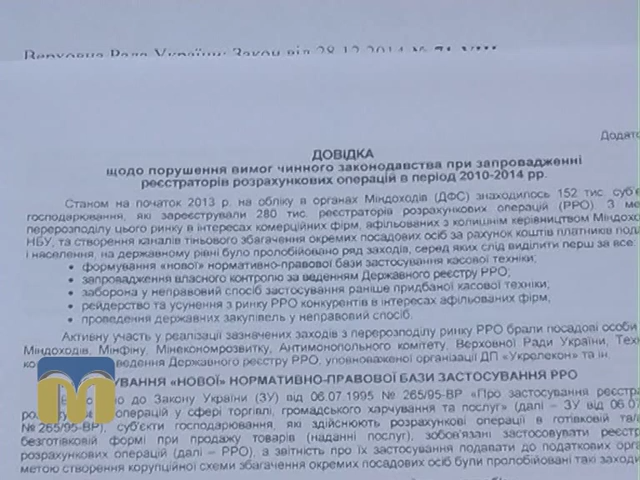 Верховна Рада України; Закон від 28.12.2014 № 71-VIII
ДОВІДКА
щодо порушення вимог чинного законодавства при запровадженні
реєстраторів розрахункових операцій в період 2010-2014 рр.
Станом на початок 2013 р. на обліку в органах Міндоходів (ДФС) знаходилось 152 тис.
господарювання, які зареєстрували 280 тис. реєстраторів розрахункових операцій (РРО). З
перерозподілу цього ринку в інтересах комерційних фірм, афільованих з колишнім керівництвом
НБУ, та створення каналів тіньового збагачення окремих посадових осіб за рахунок коштів платників
і населення, на державному рівні було пролобійовано ряд заходів, серед яких слід виділити перш за все:
• формування «нової» нормативно-правової бази застосування касової техніки;
• запровадження власного контролю за веденням Державного реєстру РРО;
• заборона у неправовий спосіб застосування раніше придбаної касової техніки;
• рейдерство та усунення з ринку РРО конкурентів в інтересах афільованих фірм,
• проведення державних закупівель у неправовий спосіб.
Активну участь у реалізації зазначених заходів з перерозподілу ринку РРО брали посадові особи
Міндоходів, Мінфіну, Мінекономрозвитку, Антимонопольного комітету, Верховної Ради України,
ведення Державного реєстру РРО, уповноваженої організації ДП «Укрелекон» та ін.
«НОВОЇ» НОРМАТИВНО-ПРАВОВОЇ БАЗИ ЗАСТОСУВАННЯ РРО
до Закону України (ЗУ) від 06.07.1995 № 265/95-ВР «Про застосування
операцій у сфері торгівлі, громадського харчування та послуг» (далі – ЗУ від
№ 265/95-ВР), суб'єкти господарювання, які здійснюють розрахункові операції в готівковій
безготівковій формі при продажу товарів (наданні послуг), зобов'язані застосовувати
розрахункових операцій (далі – РРО), а звітність про їх застосування подавати до податкових
метою створення корупційної схеми збагачення окремих посадових осіб були пролобійовані такі